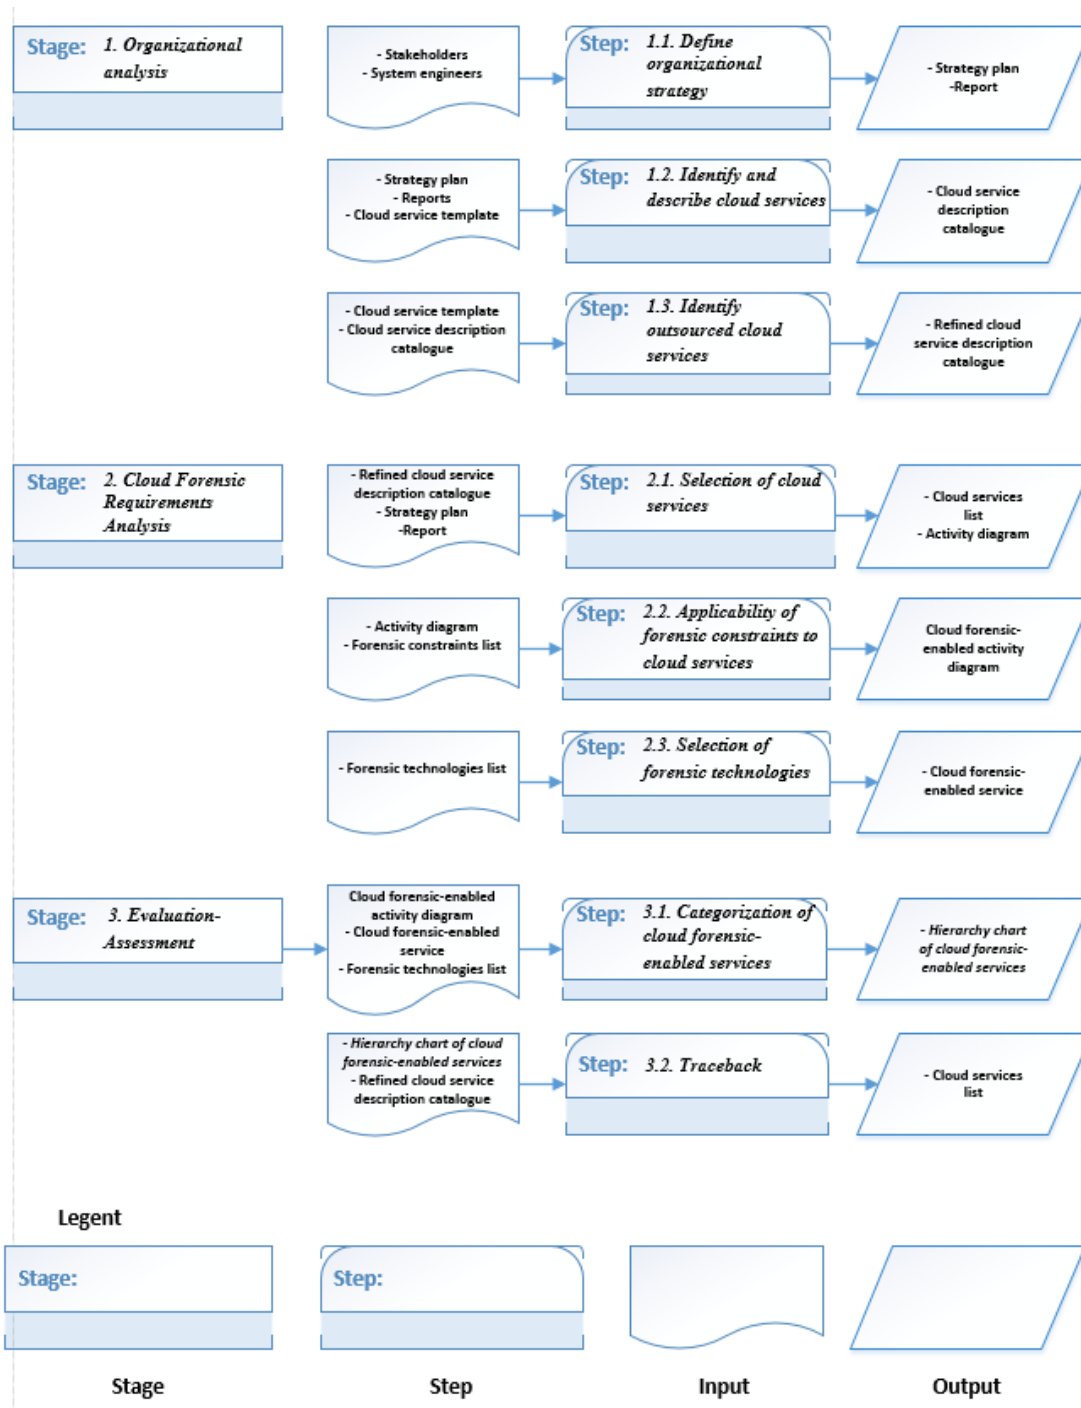 Stage: 1. Organizational
analysis
- Stakeholders
- System engineers
Step: 1.1. Define
organizational
strategy
- Strategy plan
-Report
- Strategy plan
- Reports
- Cloud service template
Step: 1.2. Identify and
describe cloud services
- Cloud service
description
catalogue
- Cloud service template
- Cloud service description
catalogue
Step: 1.3. Identify
outsourced cloud
services
- Refined cloud
service description
catalogue
Stage: 2. Cloud Forensic
Requirements
Analysis
- Refined cloud service
description catalogue
- Strategy plan
-Report
Step: 2.1. Selection of cloud
services
- Cloud services
list
- Activity diagram
- Activity diagram
- Forensic constraints list
Step: 2.2. Applicability of
forensic constraints to
cloud services
Cloud forensic-
enabled activity
diagram
- Forensic technologies list
Step: 2.3. Selection of
forensic technologies
- Cloud forensic-
enabled service
Stage: 3. Evaluation-
Assessment
Cloud forensic-enabled
activity diagram
- Cloud forensic-enabled
service
- Forensic technologies list
Step: 3.1. Categorization of
cloud forensic-
enabled services
- Hierarchy chart
of cloud forensic-
enabled services
- Hierarchy chart of cloud
forensic-enabled services
- Refined cloud service
description catalogue
Step: 3.2. Traceback
- Cloud services
list
Legent
Stage:
Step:
Stage
Step
Input
Output